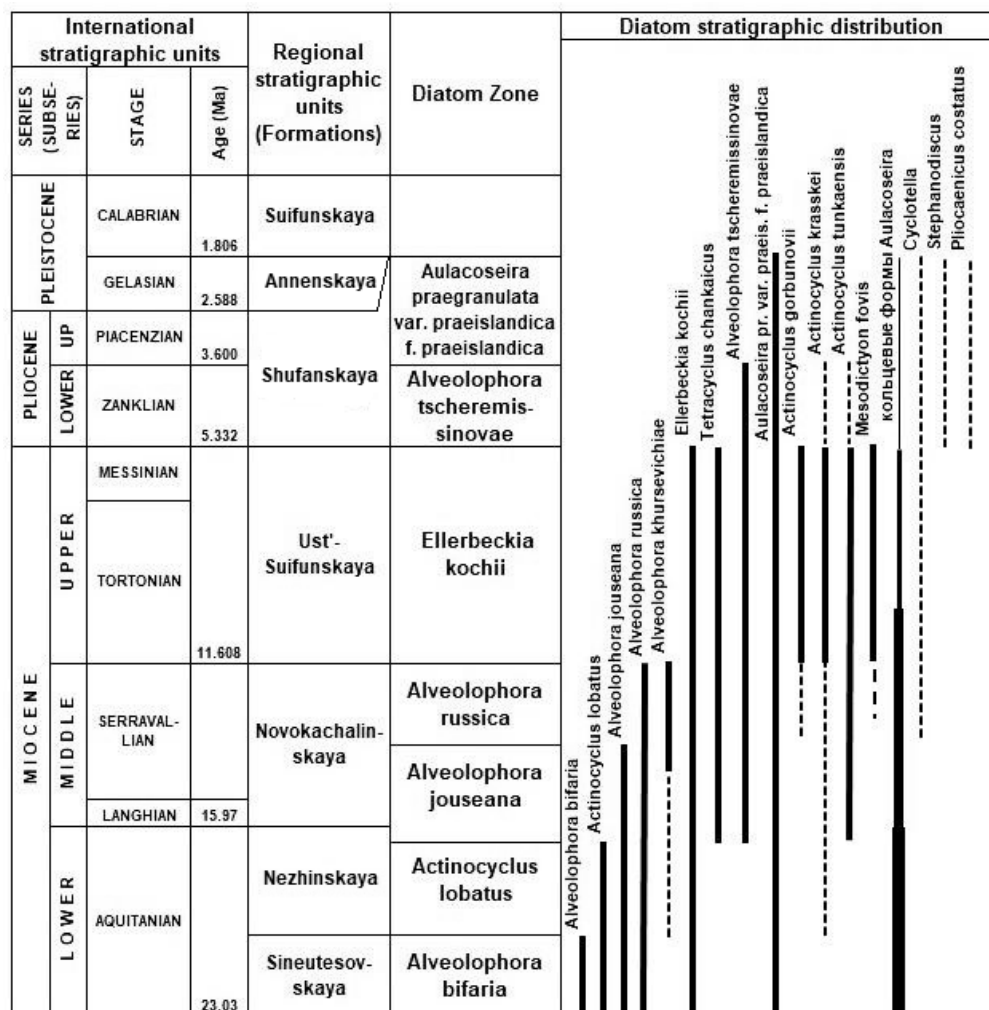 International
stratigraphic units
Regional
stratigraphic
units
(Formations)
Diatom Zone
Diatom stratigraphic distribution
SERIES
(SUBSE-
RIES)
STAGE
Age (Ma)
PLEISTOCENE
CALABRIAN
1.806
Suifunskaya
GELASIAN
2.588
Annenskaya
Aulacoseira
praegranulata
var. praeislandica
f. praeislandica
PLIOCENE
UP
PIACENZIAN
3.600
Shufanskaya
LOWER
ZANKLIAN
5.332
Alveolophora
tscheremis-
sinovae
MIOCENE
UPPER
MESSINIAN
TORTONIAN
11.608
Ust'-
Suifunskaya
Ellerbeckia
kochii
MIDDLE
SERRAVAL-
LIAN
Novokachalin-
skaya
Alveolophora
russica
Alveolophora
jouseana
LANGHIAN
15.97
LOWER
AQUITANIAN
23.03
Nezhinskaya
Actinocyclus
lobatus
Sineutesov-
skaya
Alveolophora
bifaria
Alveolophora bifaria
Actinocyclus lobatus
Alveolophora jouseana
Alveolophora russica
Alveolophora khursevichiae
Ellerbeckia kochii
Tetracyclus chankaicus
Alveolophora tscheremissinovae
Aulacoseira pr. var. praeis. f. praeislandica
Actinocyclus gorbunovii
Actinocyclus krasskei
Actinocyclus tunkaensis
Mesodictyon fovis
кольцевые формы Aulacoseira
Cyclotella
Stephanodiscus
Pliocaenicus costatus